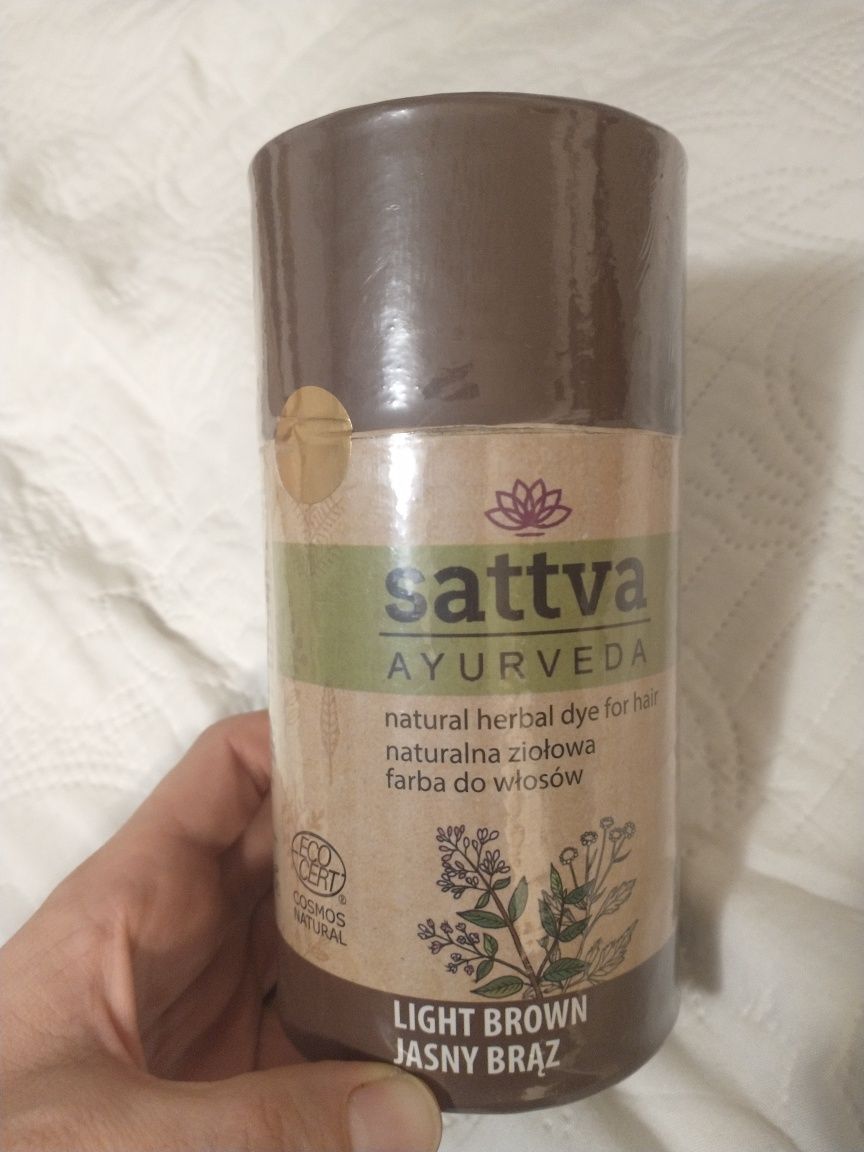 sattva
AYURVEDA
natural herbal dye for hair
naturalna ziołowa
farba do włosów
ECO
CERT
®
COSMOS
NATURAL
LIGHT BROWN
JASNY BRĄZ